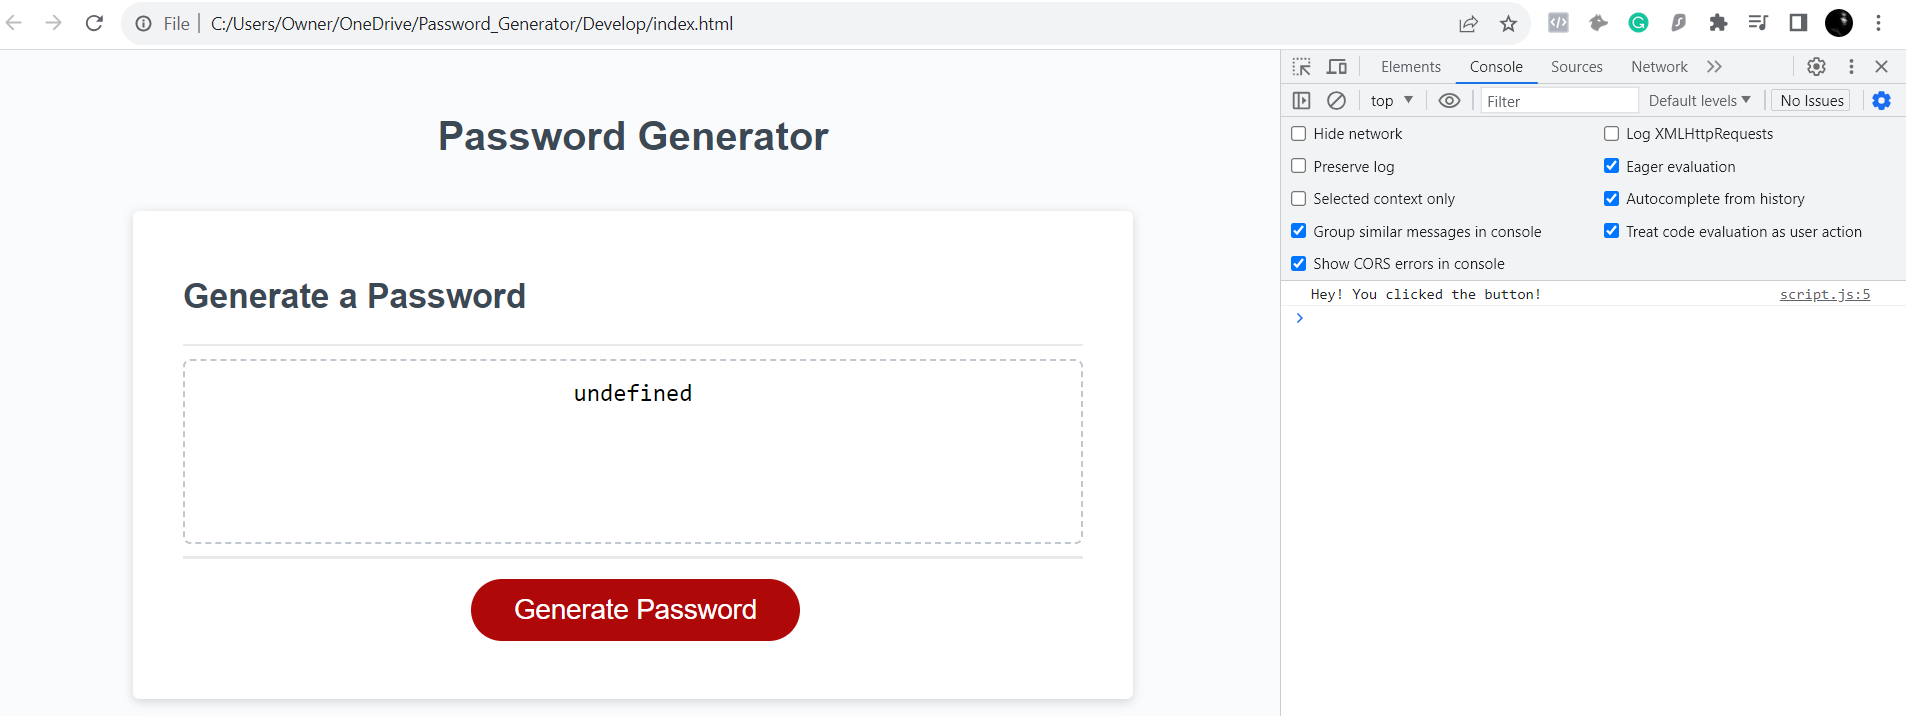 File | C:/Users/Owner/OneDrive/Password_Generator/Develop/index.html
Password Generator
Generate a Password
undefined
Generate Password
Elements Console Sources Network
top Filter Default levels No Issues
Hide network Log XMLHttpRequests
Preserve log Eager evaluation
Selected context only Autocomplete from history
Group similar messages in console Treat code evaluation as user action
Show CORS errors in console
Hey! You clicked the button! script.js:5